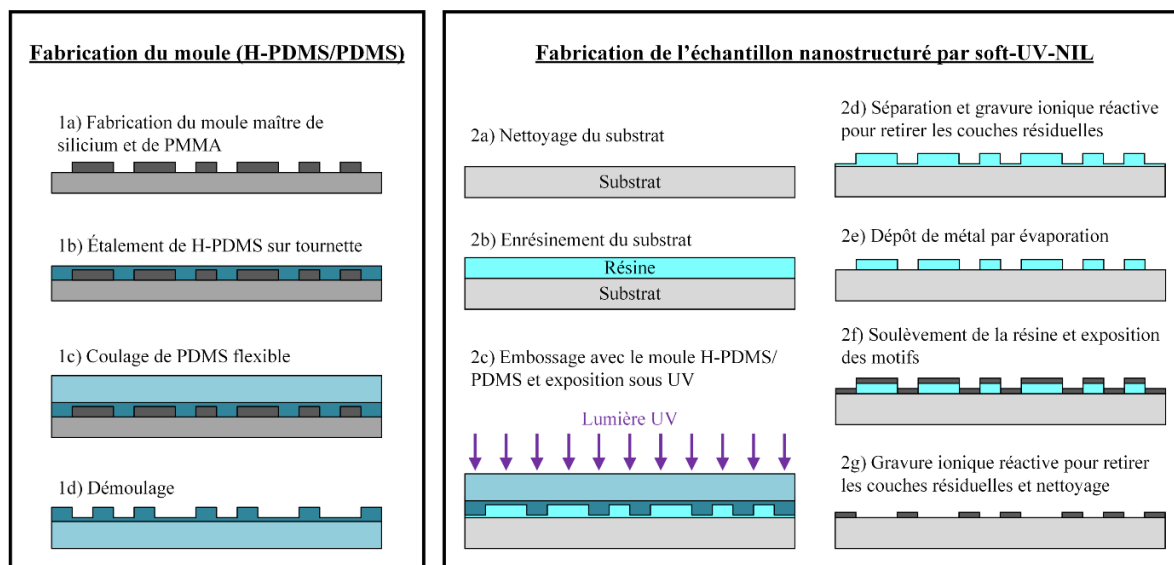 Fabrication du moule (H-PDMS/PDMS)
1a) Fabrication du moule maître de
silicium et de PMMA
1b) Étalement de H-PDMS sur tournette
1c) Coulage de PDMS flexible
1d) Démoulage
Fabrication de l’échantillon nanostructuré par soft-UV-NIL
2a) Nettoyage du substrat
Substrat
2b) Enrésinement du substrat
Résine
Substrat
2c) Embossage avec le moule H-PDMS/
PDMS et exposition sous UV
Lumière UV
2d) Séparation et gravure ionique réactive
pour retirer les couches résiduelles
2e) Dépôt de métal par évaporation
2f) Soulèvement de la résine et exposition
des motifs
2g) Gravure ionique réactive pour retirer
les couches résiduelles et nettoyage